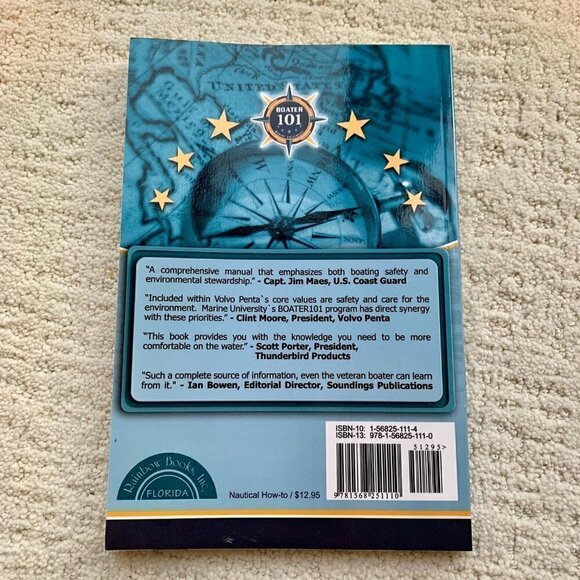 UNITED STATES
BOATER
101
"A comprehensive manual that emphasizes both boating safety and
environmental stewardship." - Capt. Jim Maes, U.S. Coast Guard
"Included within Volvo Penta`s core values are safety and care for the
environment. Marine University`s BOATER101 program has direct synergy
with these priorities." - Clint Moore, President, Volvo Penta
"This book provides you with the knowledge you need to be more
comfortable on the water." - Scott Porter, President,
Thunderbird Products
"Such a complete source of information, even the veteran boater can learn
from it." - Ian Bowen, Editorial Director, Soundings Publications
ISBN-10: 1-56825-111-4
ISBN-13: 978-1-56825-111-0
51295>
9781568251110
Rainbow Books, Inc.
FLORIDA
Nautical How-to / $12.95